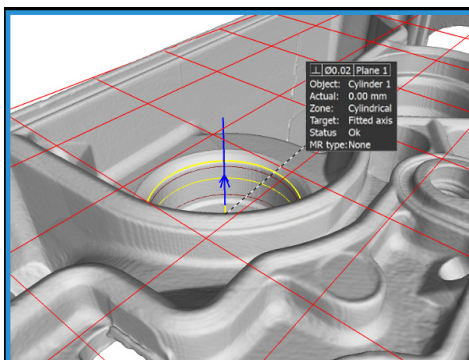 ⊥ Ø0.02 Plane 1
Object: Cylinder 1
Actual: 0.00 mm
Zone: Cylindrical
Target: Fitted axis
Status Ok
MR type: None